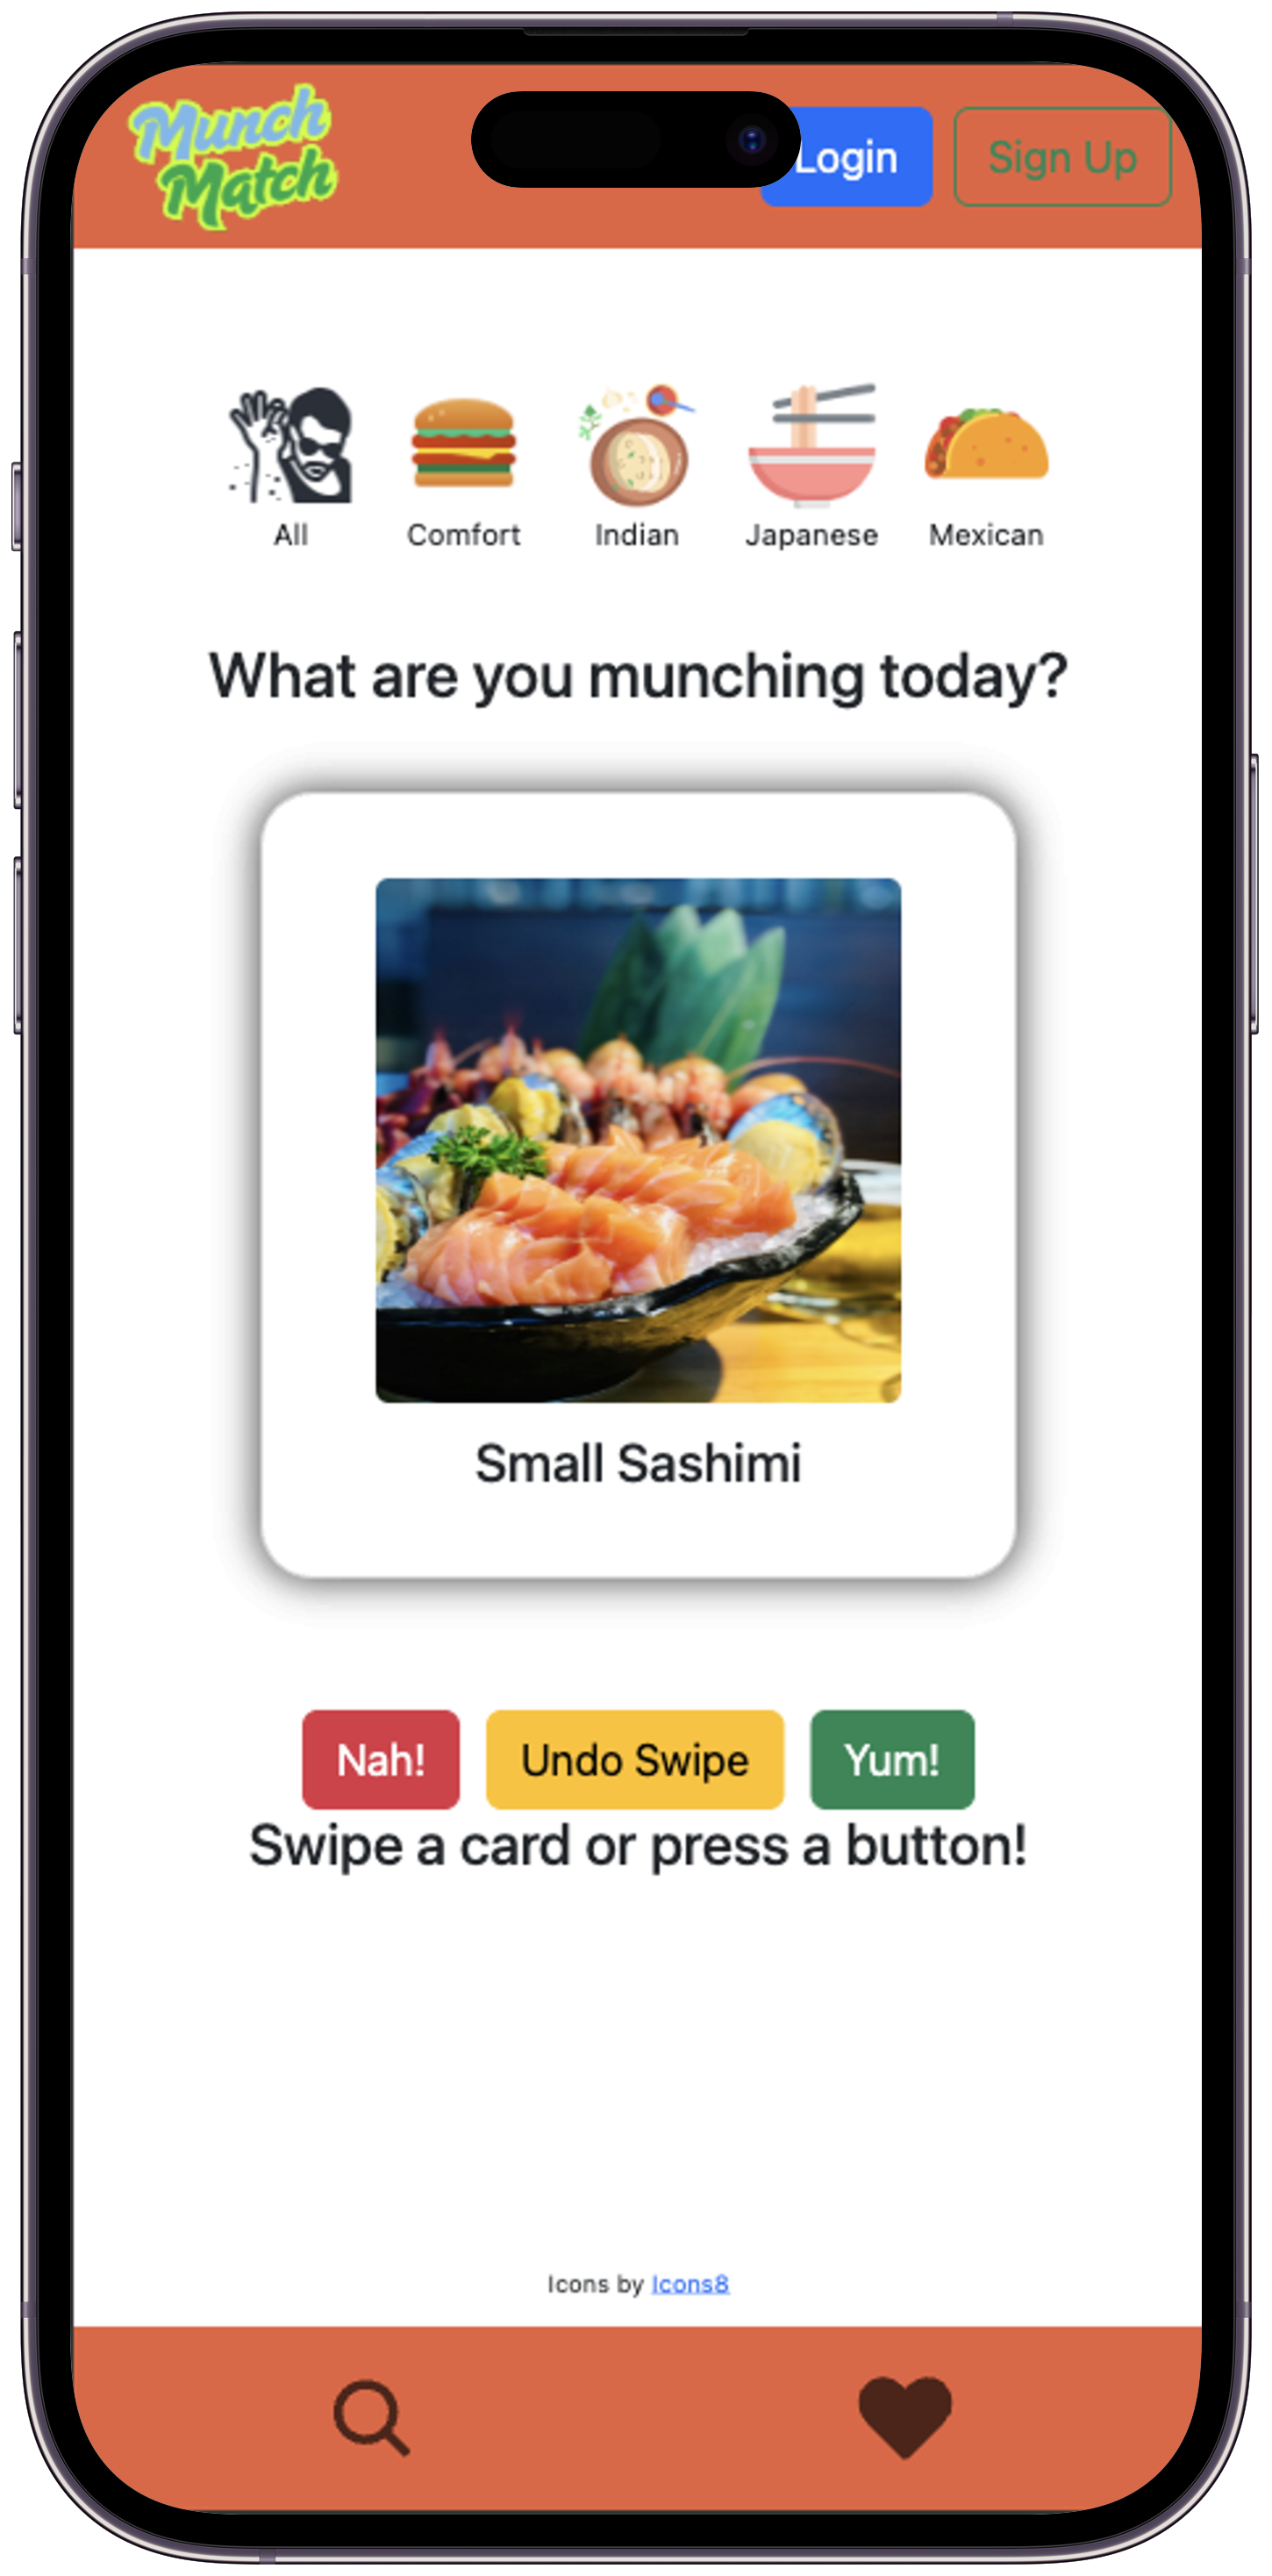 Munch
Match
Login
Sign Up
All
Comfort
Indian
Japanese
Mexican
What are you munching today?
Small Sashimi
Nah!
Undo Swipe
Yum!
Swipe a card or press a button!
Icons by Icons8